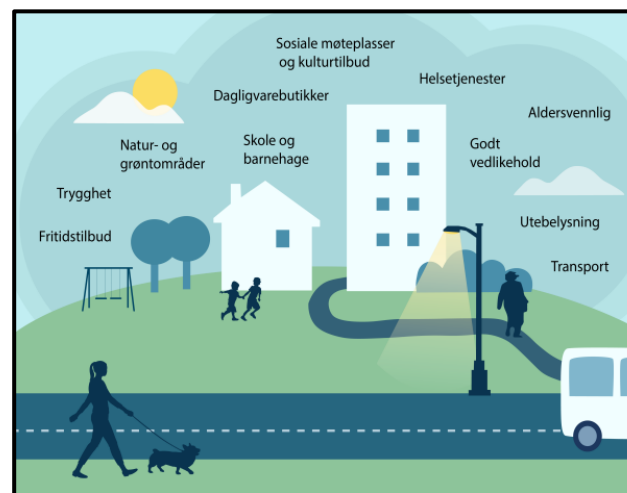 Sosiale møteplasser
og kulturtilbud
Helsetjenester
Dagligvarebutikker
Aldersvennlig
Natur- og
grøntområder
Skole og
barnehage
Godt
vedlikehold
Trygghet
Utebelysning
Fritidstilbud
Transport